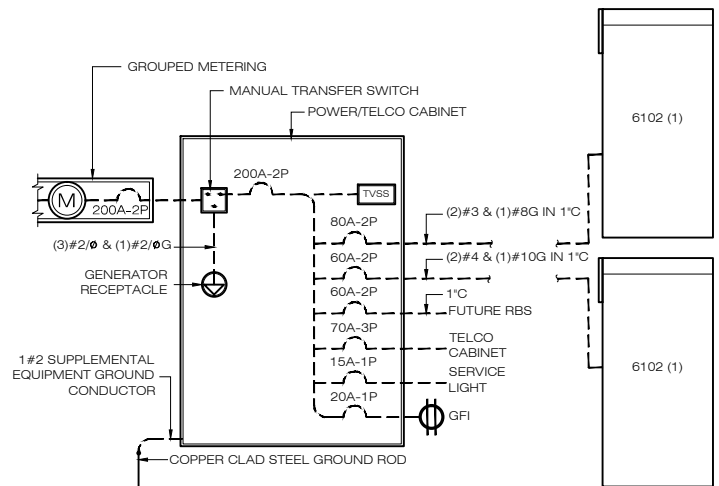 GROUPED METERING
MANUAL TRANSFER SWITCH
POWER/TELCO CABINET
6102 (1)
200A-2P
TVSS
M
200A-2P
80A-2P
(2)#3 & (1)#8G IN 1"C
(3)#2/ø & (1)#2/øG
60A-2P
(2)#4 & (1)#10G IN 1"C
GENERATOR
RECEPTACLE
60A-2P
1"C
FUTURE RBS
70A-3P
TELCO
CABINET
1#2 SUPPLEMENTAL
EQUIPMENT GROUND
CONDUCTOR
15A-1P
SERVICE
LIGHT
6102 (1)
20A-1P
GFI
COPPER CLAD STEEL GROUND ROD